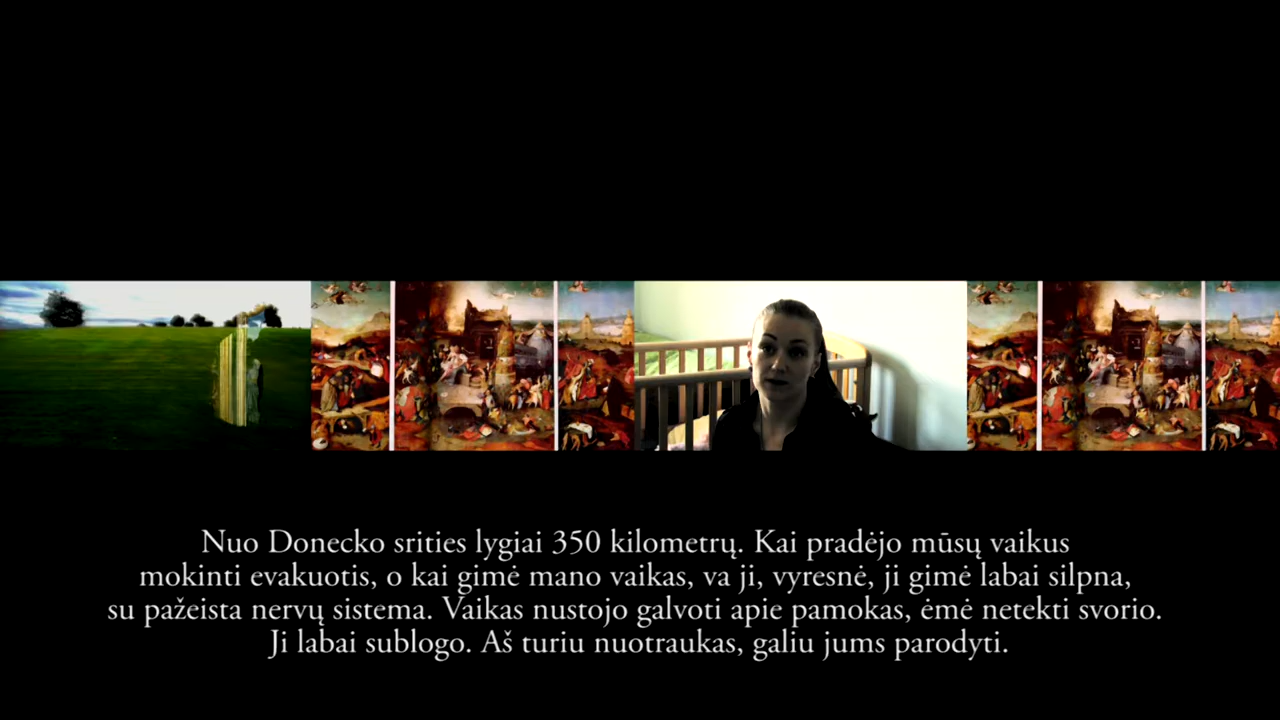 Nuo Donecko srities lygiai 350 kilometrų. Kai pradėjo mūsų vaikus
mokinti evakuotis, o kai gimė mano vaikas, va ji, vyresnė, ji gimė labai silpna,
su pažeista nervų sistema. Vaikas nustojo galvoti apie pamokas, ėmė netekti svorio.
Ji labai sublogo. Aš turiu nuotraukas, galiu jums parodyti.